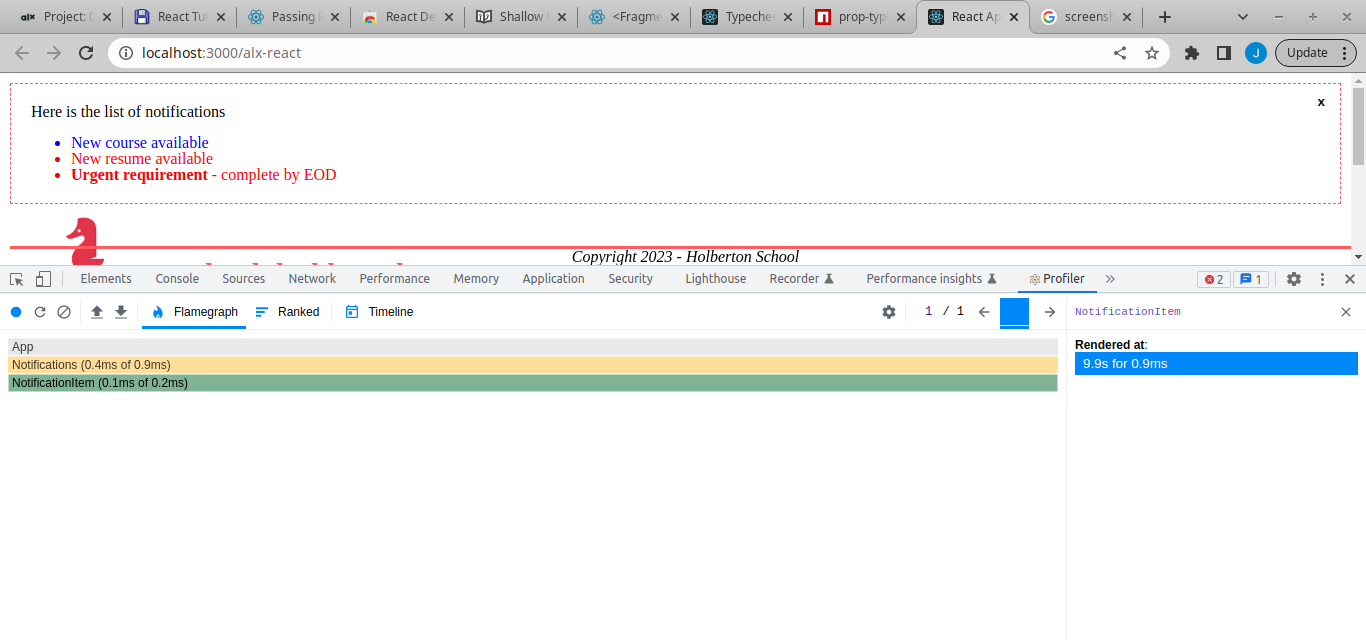 alx Project:
React Tu
Passing
React De
Shallow
<Fragme
Typeche
prop-typ
React Ap
screensh
localhost:3000/alx-react
J
Update
Here is the list of notifications
x
New course available
New resume available
Urgent requirement - complete by EOD
Copyright 2023 - Holberton School
Elements Console Sources Network Performance Memory Application Security Lighthouse Recorder Performance insights Profiler » 2 1
Flamegraph Ranked Timeline 1 / 1 NotificationItem
App
Notifications (0.4ms of 0.9ms)
NotificationItem (0.1ms of 0.2ms)
Rendered at:
9.9s for 0.9ms